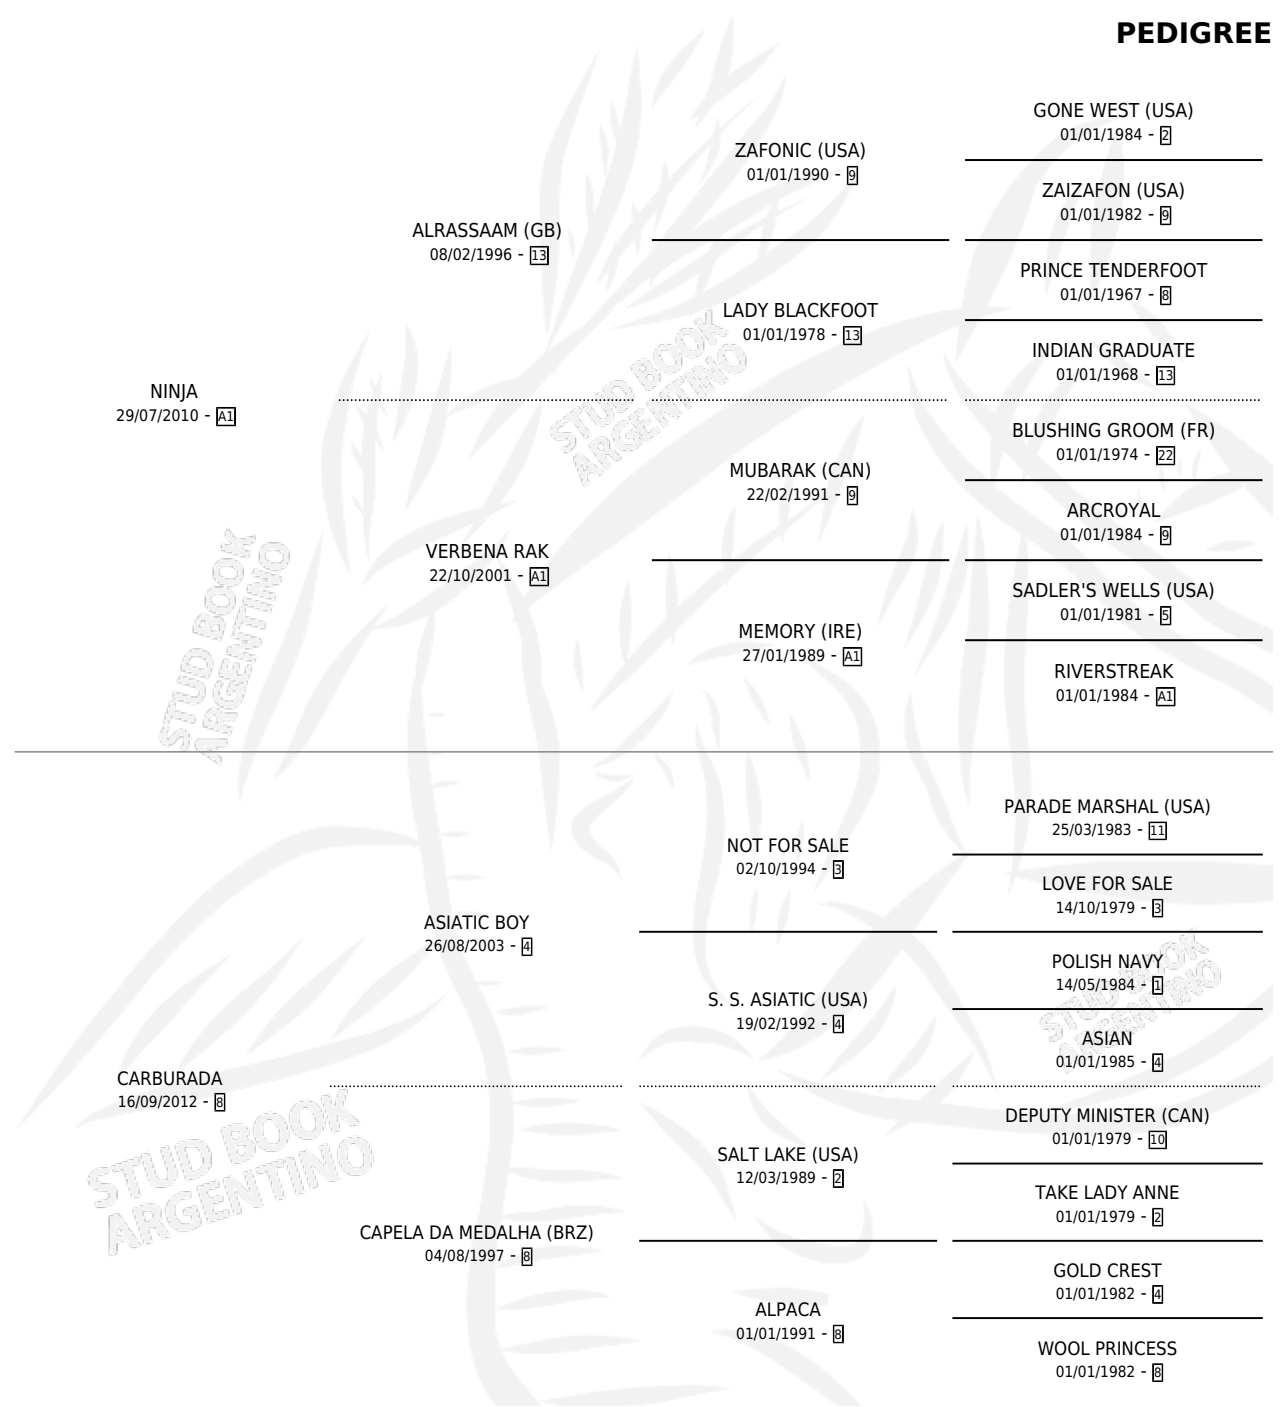 PEDIGREE
GONE WEST (USA)
01/01/1984 - 2
ZAFONIC (USA)
01/01/1990 - 9
ZAIZAFON (USA)
01/01/1982 - 9
ALRASSAAM (GB)
08/02/1996 - 13
PRINCE TENDERFOOT
01/01/1967 - 8
LADY BLACKFOOT
01/01/1978 - 13
INDIAN GRADUATE
01/01/1968 - 13
NINJA
29/07/2010 - A1
BLUSHING GROOM (FR)
01/01/1974 - 22
MUBARAK (CAN)
22/02/1991 - 9
ARCROYAL
01/01/1984 - 9
VERBENA RAK
22/10/2001 - A1
SADLER'S WELLS (USA)
01/01/1981 - 5
MEMORY (IRE)
27/01/1989 - A1
RIVERSTREAK
01/01/1984 - A1
PARADE MARSHAL (USA)
25/03/1983 - 11
NOT FOR SALE
02/10/1994 - 3
LOVE FOR SALE
14/10/1979 - 3
ASIATIC BOY
26/08/2003 - 4
POLISH NAVY
14/05/1984 - 1
S. S. ASIATIC (USA)
19/02/1992 - 4
ASIAN
01/01/1985 - 4
CARBURADA
16/09/2012 - 8
DEPUTY MINISTER (CAN)
01/01/1979 - 10
SALT LAKE (USA)
12/03/1989 - 2
TAKE LADY ANNE
01/01/1979 - 2
CAPELA DA MEDALHA (BRZ)
04/08/1997 - 8
GOLD CREST
01/01/1982 - 4
ALPACA
01/01/1991 - 8
WOOL PRINCESS
01/01/1982 - 8
STUD BOOK
ARGENTINO
STUD BOOK
ARGENTINO
STUD BOOK
ARGENTINO
STUD BOOK
ARGENTINO